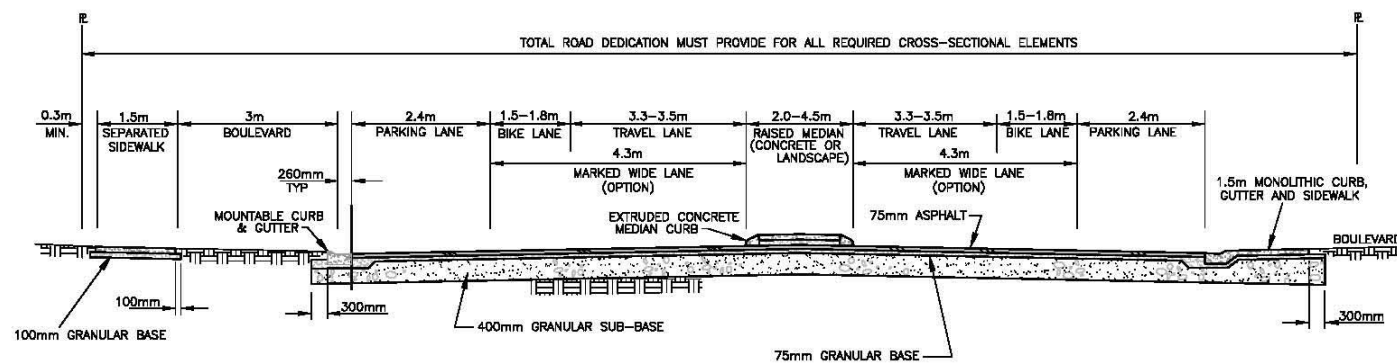 PL
PL
TOTAL ROAD DEDICATION MUST PROVIDE FOR ALL REQUIRED CROSS-SECTIONAL ELEMENTS
0.3m
MIN.
1.5m
SEPARATED
SIDEWALK
3m
BOULEVARD
2.4m
PARKING LANE
1.5-1.8m
BIKE LANE
3.3-3.5m
TRAVEL LANE
2.0-4.5m
RAISED MEDIAN
(CONCRETE OR
LANDSCAPE)
3.3-3.5m
TRAVEL LANE
1.5-1.8m
BIKE LANE
2.4m
PARKING LANE
4.3m
MARKED WIDE LANE
(OPTION)
4.3m
MARKED WIDE LANE
(OPTION)
260mm
TYP
MOUNTABLE CURB
& GUTTER
EXTRUDED CONCRETE
MEDIAN CURB
75mm ASPHALT
1.5m MONOLITHIC CURB,
GUTTER AND SIDEWALK
BOULEVARD
100mm
100mm GRANULAR BASE
300mm
400mm GRANULAR SUB-BASE
75mm GRANULAR BASE
300mm